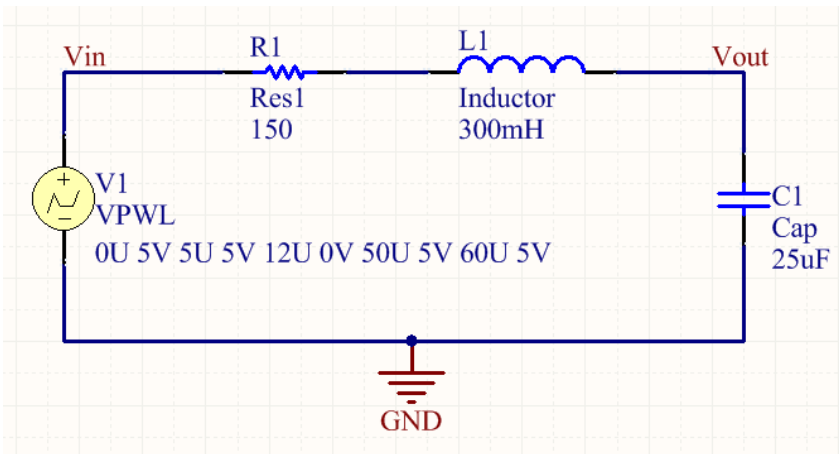 Vin
R1
L1
Vout
Res1
Inductor
150
300mH
V1
VPWL
0U 5V 5U 5V 12U 0V 50U 5V 60U 5V
C1
Cap
25uF
GND